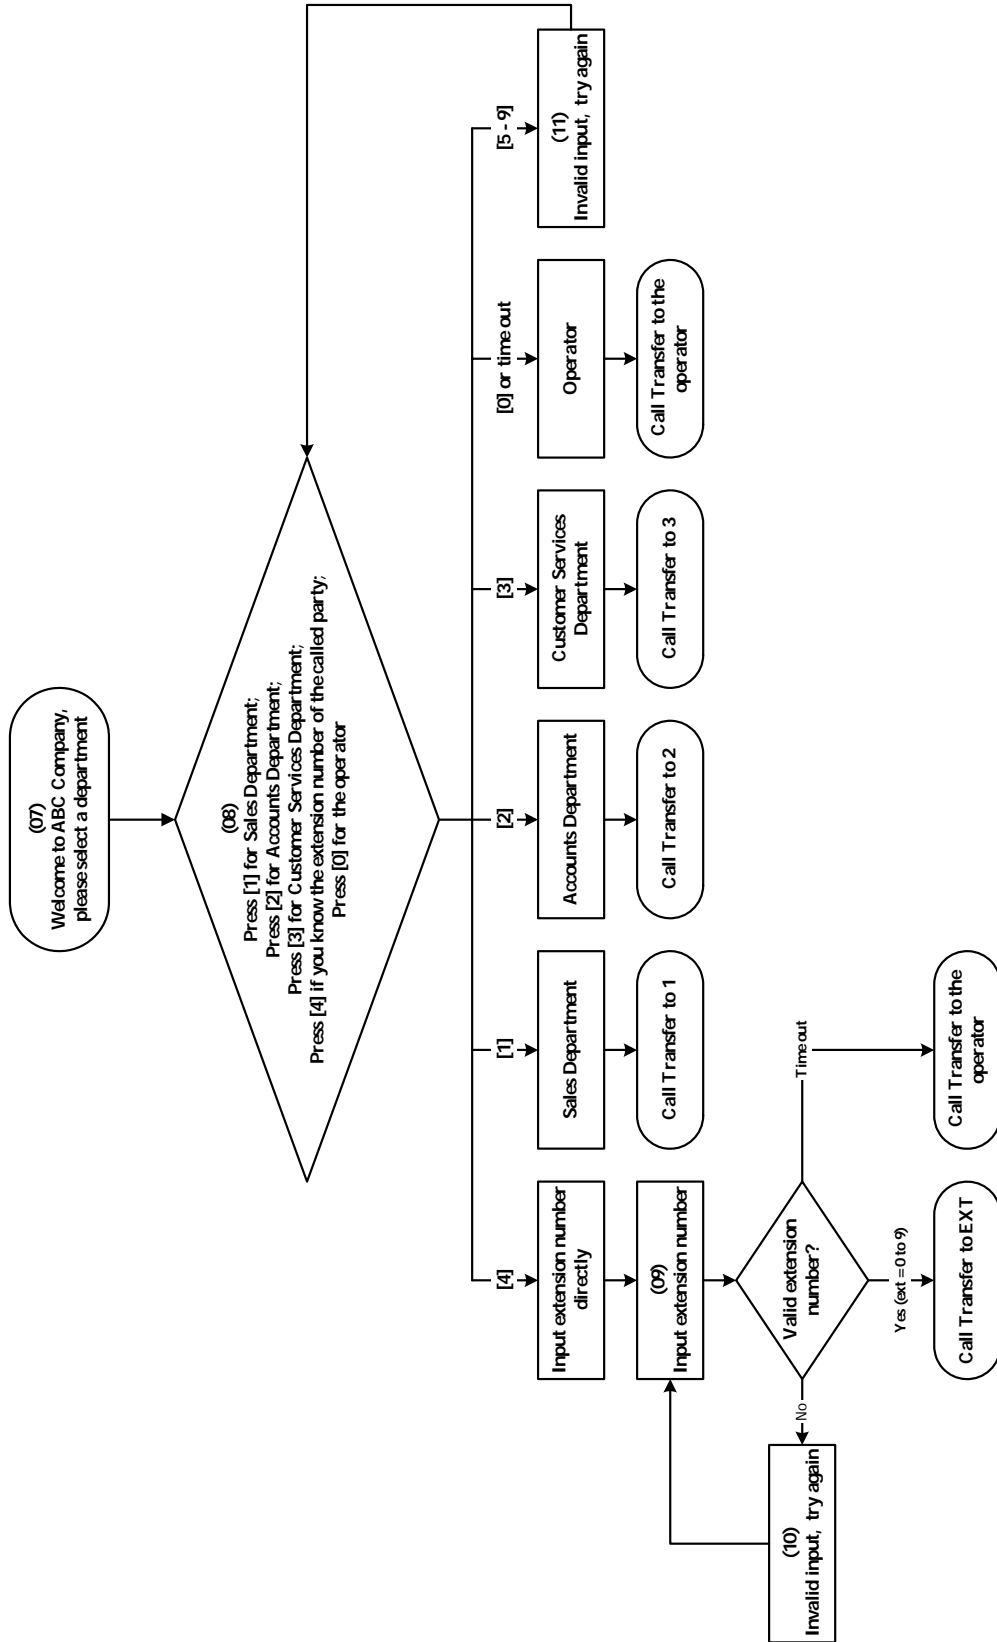 (07)
Welcome to ABC Company,
please select a department
(08)
Press [1] for Sales Department;
Press [2] for Accounts Department;
Press [3] for Customer Services Department;
Press [4] if you know the extension number of the called party;
Press [0] for the operator
[4]
[1]
[2]
[3]
[0] or time out
[5 - 9]
Input extension number
directly
Sales Department
Accounts Department
Customer Services
Department
Operator
(11)
Invalid input, try again
(09)
Input extension number
Call Transfer to 1
Call Transfer to 2
Call Transfer to 3
Call Transfer to the
operator
(10)
Invalid input, try again
No
Valid extension
number?
Time out
Yes (ext = 0 to 9)
Call Transfer to EXT
Call Transfer to the
operator